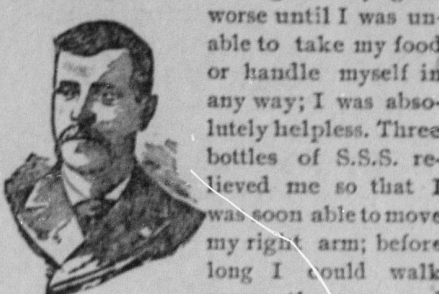 worse until I was un-
able to take my food
or handle myself in
any way; I was abso-
lutely helpless. Three
bottles of S.S.S. re-
lieved me so that I
was soon able to move
my right arm; before
long I could walk